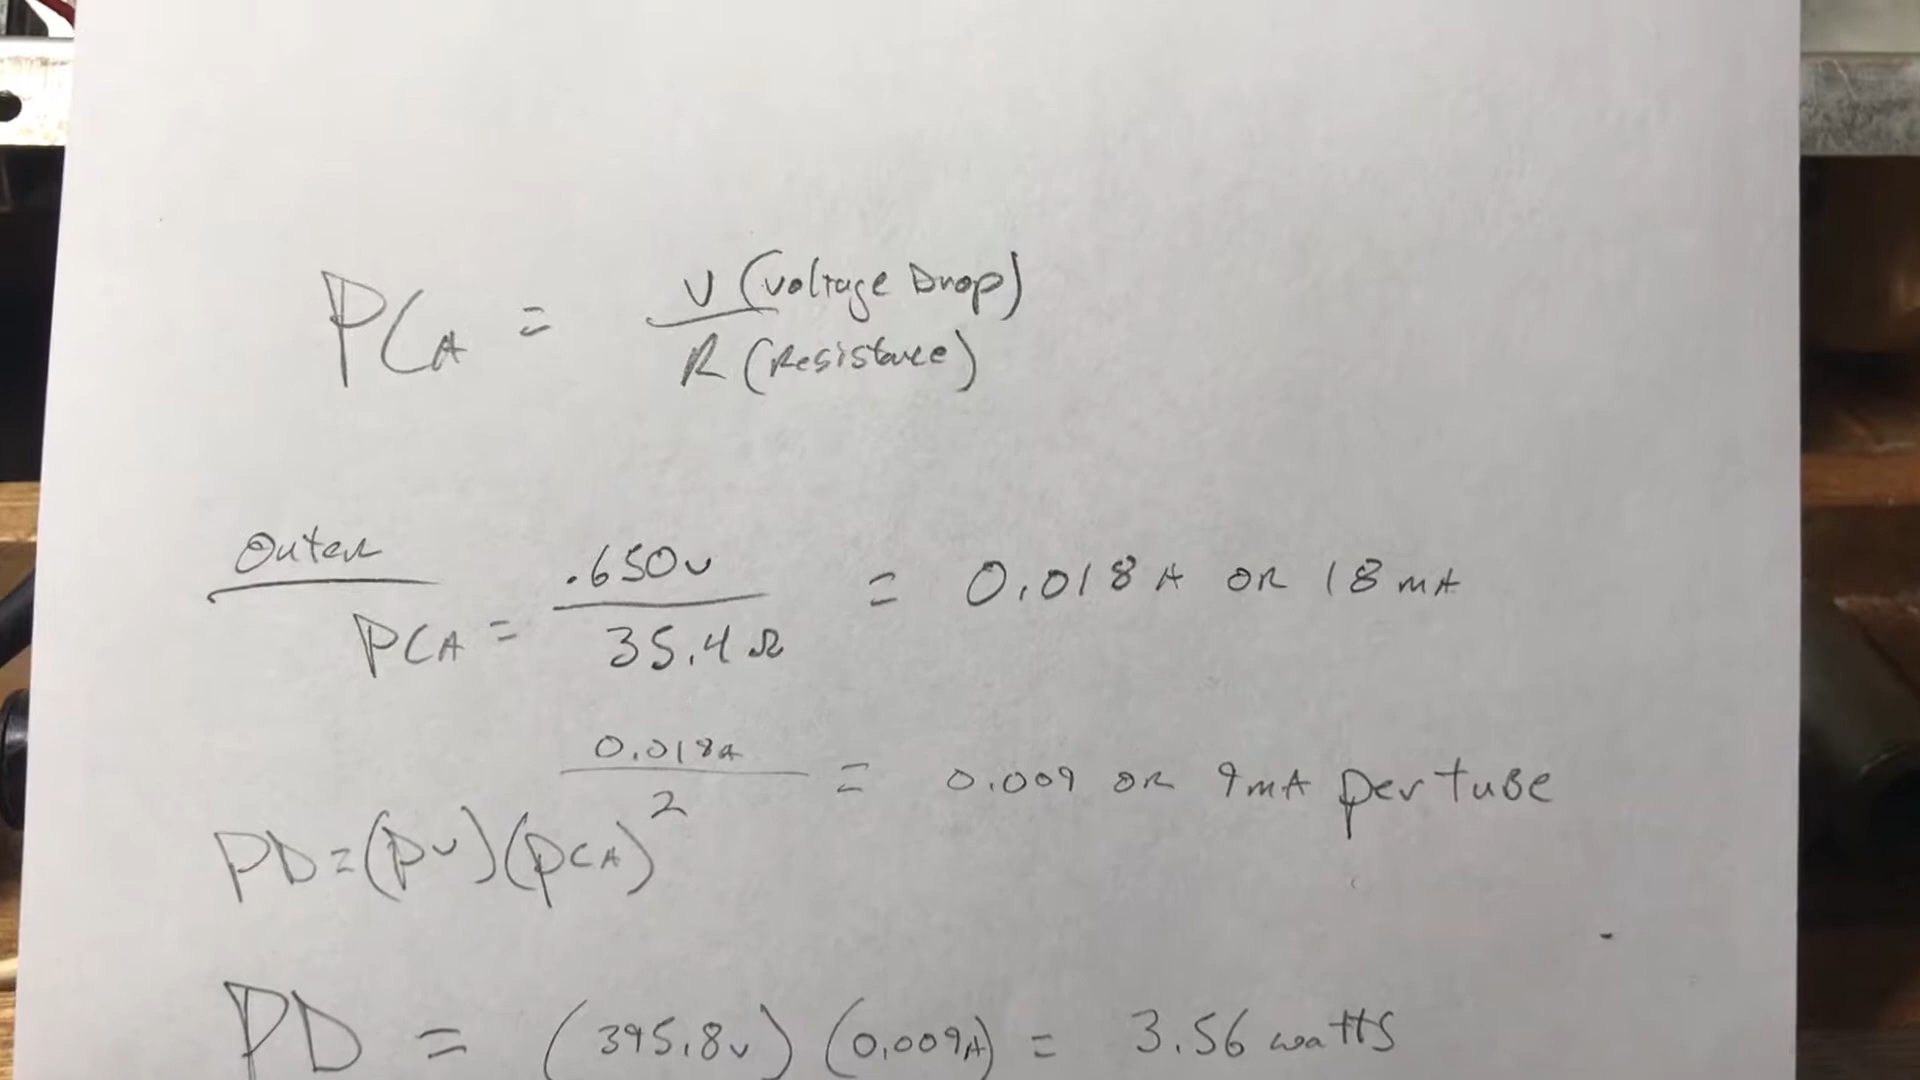 PCA = V (Voltage Drop)
R (Resistance)
Outer
PCA = .650v
35.4Ω = 0.018A OR 18mA
0.018A
2 = 0.009 OR 9mA per tube
PD = (PV)(PCA)²
PD = (395.8v)(0.009A) = 3.56 watts